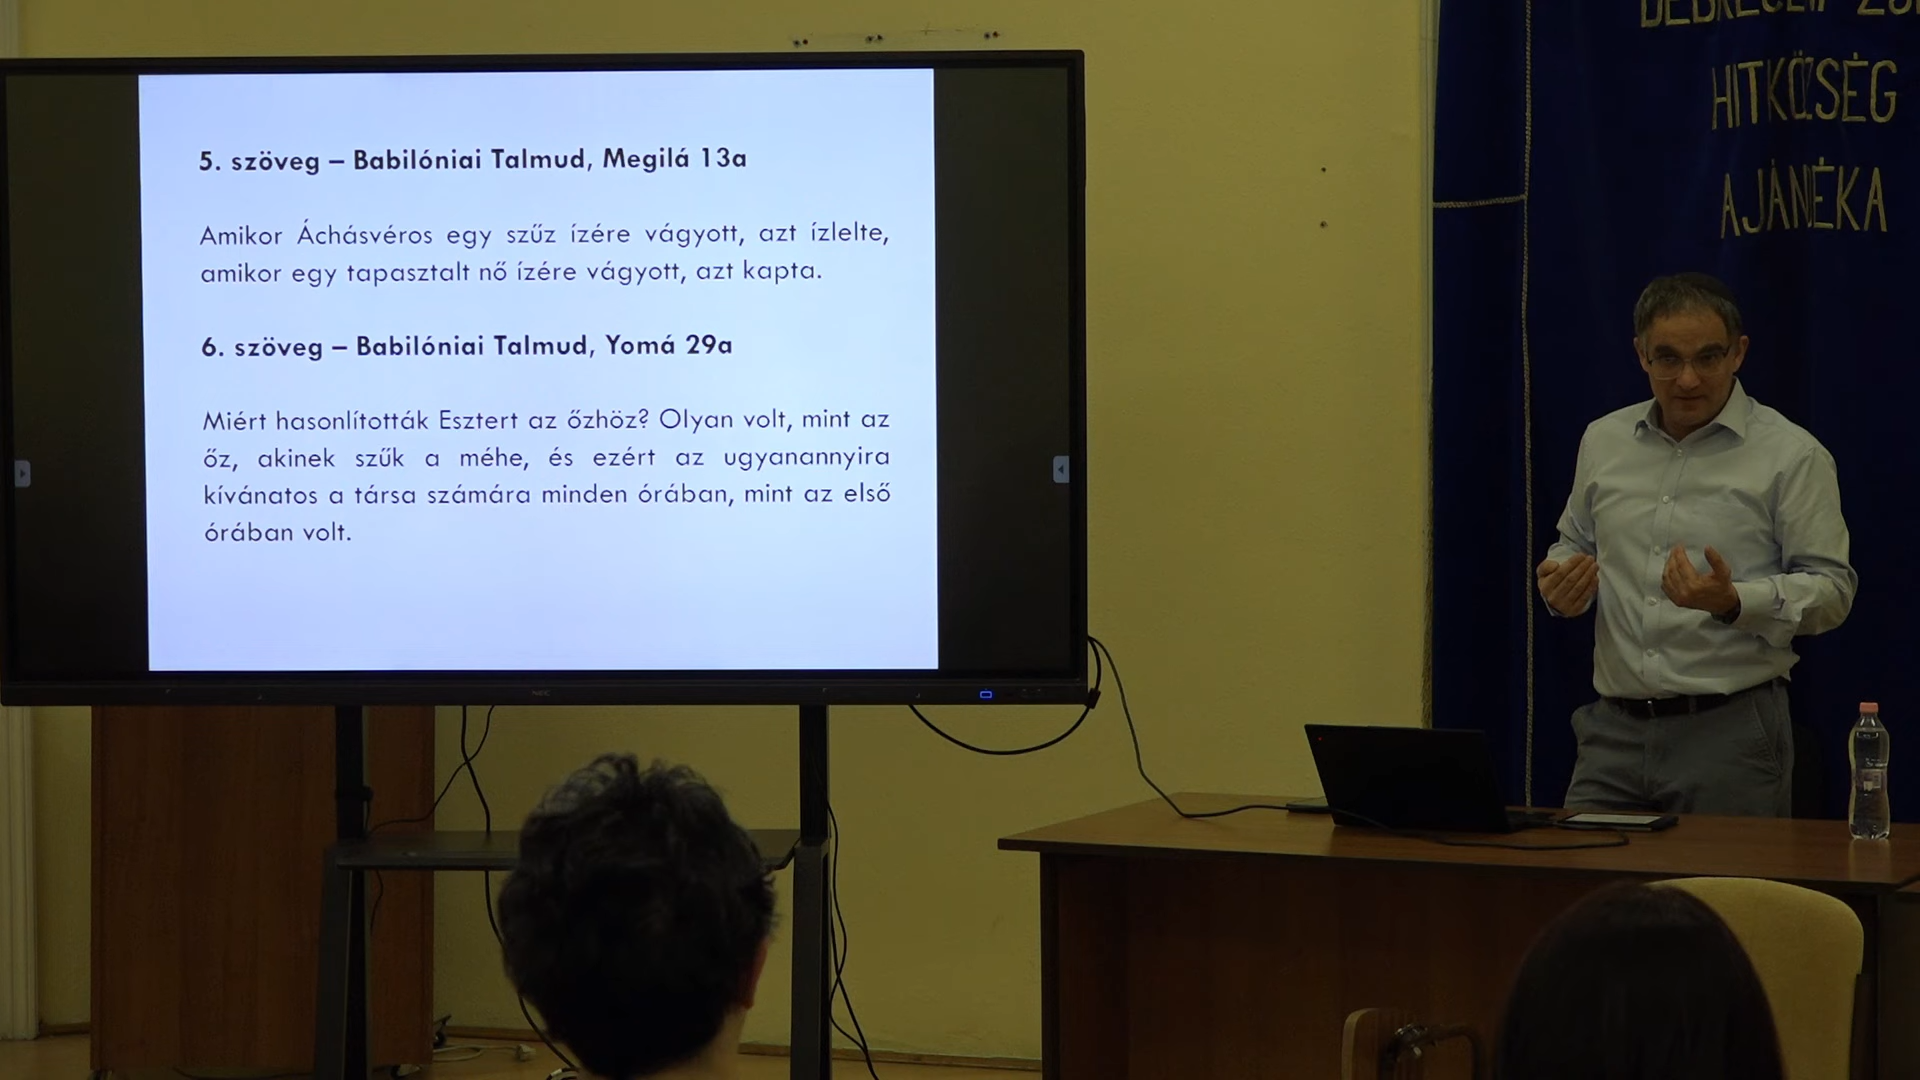 5. szöveg – Babilóniai Talmud, Megilá 13a
Amikor Áchásvéros egy szűz ízére vágyott, azt ízlelte,
amikor egy tapasztalt nő ízére vágyott, azt kapta.
6. szöveg – Babilóniai Talmud, Yomá 29a
Miért hasonlították Esztert az őzhöz? Olyan volt, mint az
őz, akinek szűk a méhe, és ezért az ugyanannyira
kívánatos a társa számára minden órában, mint az első
órában volt.
NEC
HITKÖZSÉG
AJÁNÉKA